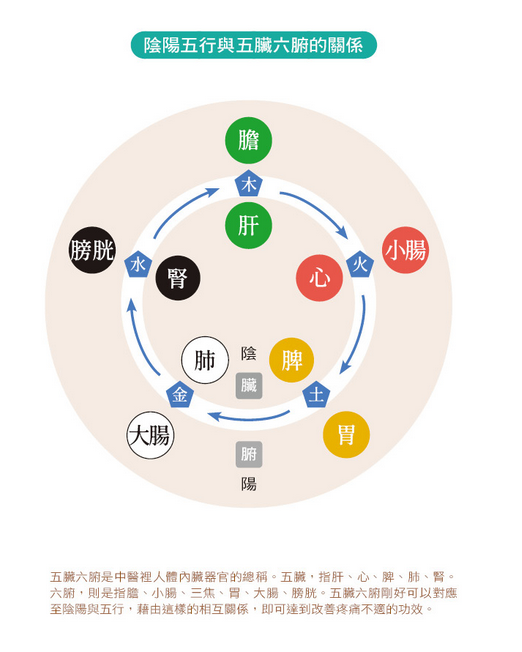 陰陽五行與五臟六腑的關係
膽
木
肝
膀胱
水
腎
心
火
小腸
肺
陰
脾
臟
金
土
大腸
胃
腑
陽
五臟六腑是中醫裡人體內臟器官的總稱。五臟,指肝、心、脾、肺、腎。
六腑,則是指膽、小腸、三焦、胃、大腸、膀胱。五臟六腑剛好可以對應
至陰陽與五行,藉由這樣的相互關係,即可達到改善疼痛不適的功效。